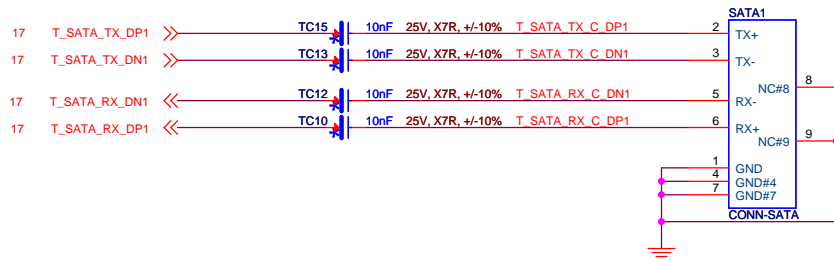 SATA1
17 T_SATA_TX_DP1 TC15 10nF 25V, X7R, +/-10% T_SATA_TX_C_DP1 2 TX+
17 T_SATA_TX_DN1 TC13 10nF 25V, X7R, +/-10% T_SATA_TX_C_DN1 3 TX-
NC#8 8
17 T_SATA_RX_DN1 TC12 10nF 25V, X7R, +/-10% T_SATA_RX_C_DN1 5 RX-
17 T_SATA_RX_DP1 TC10 10nF 25V, X7R, +/-10% T_SATA_RX_C_DP1 6 RX+
NC#9 9
1 GND
4 GND#4
7 GND#7
CONN-SATA